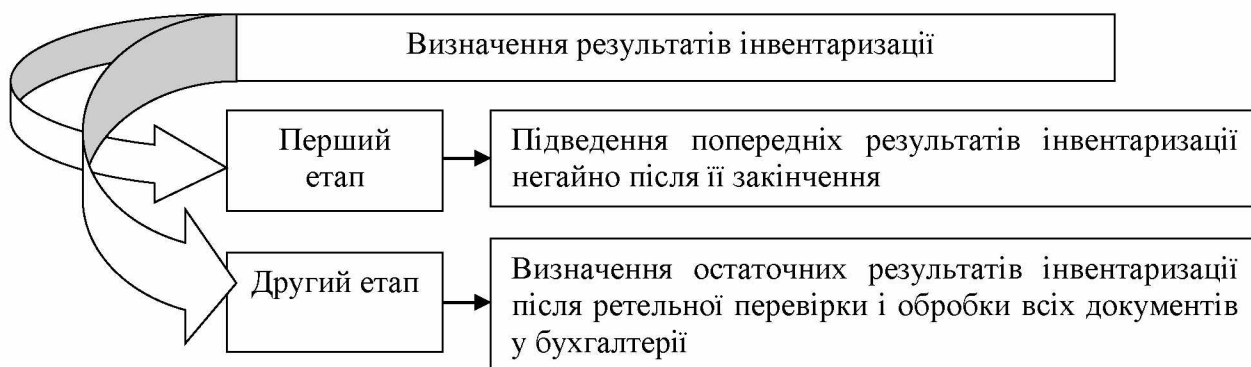 Визначення результатів інвентаризації
Перший
етап
Підведення попередніх результатів інвентаризації
негайно після її закінчення
Другий етап
Визначення остаточних результатів інвентаризації
після ретельної перевірки і обробки всіх документів
у бухгалтерії